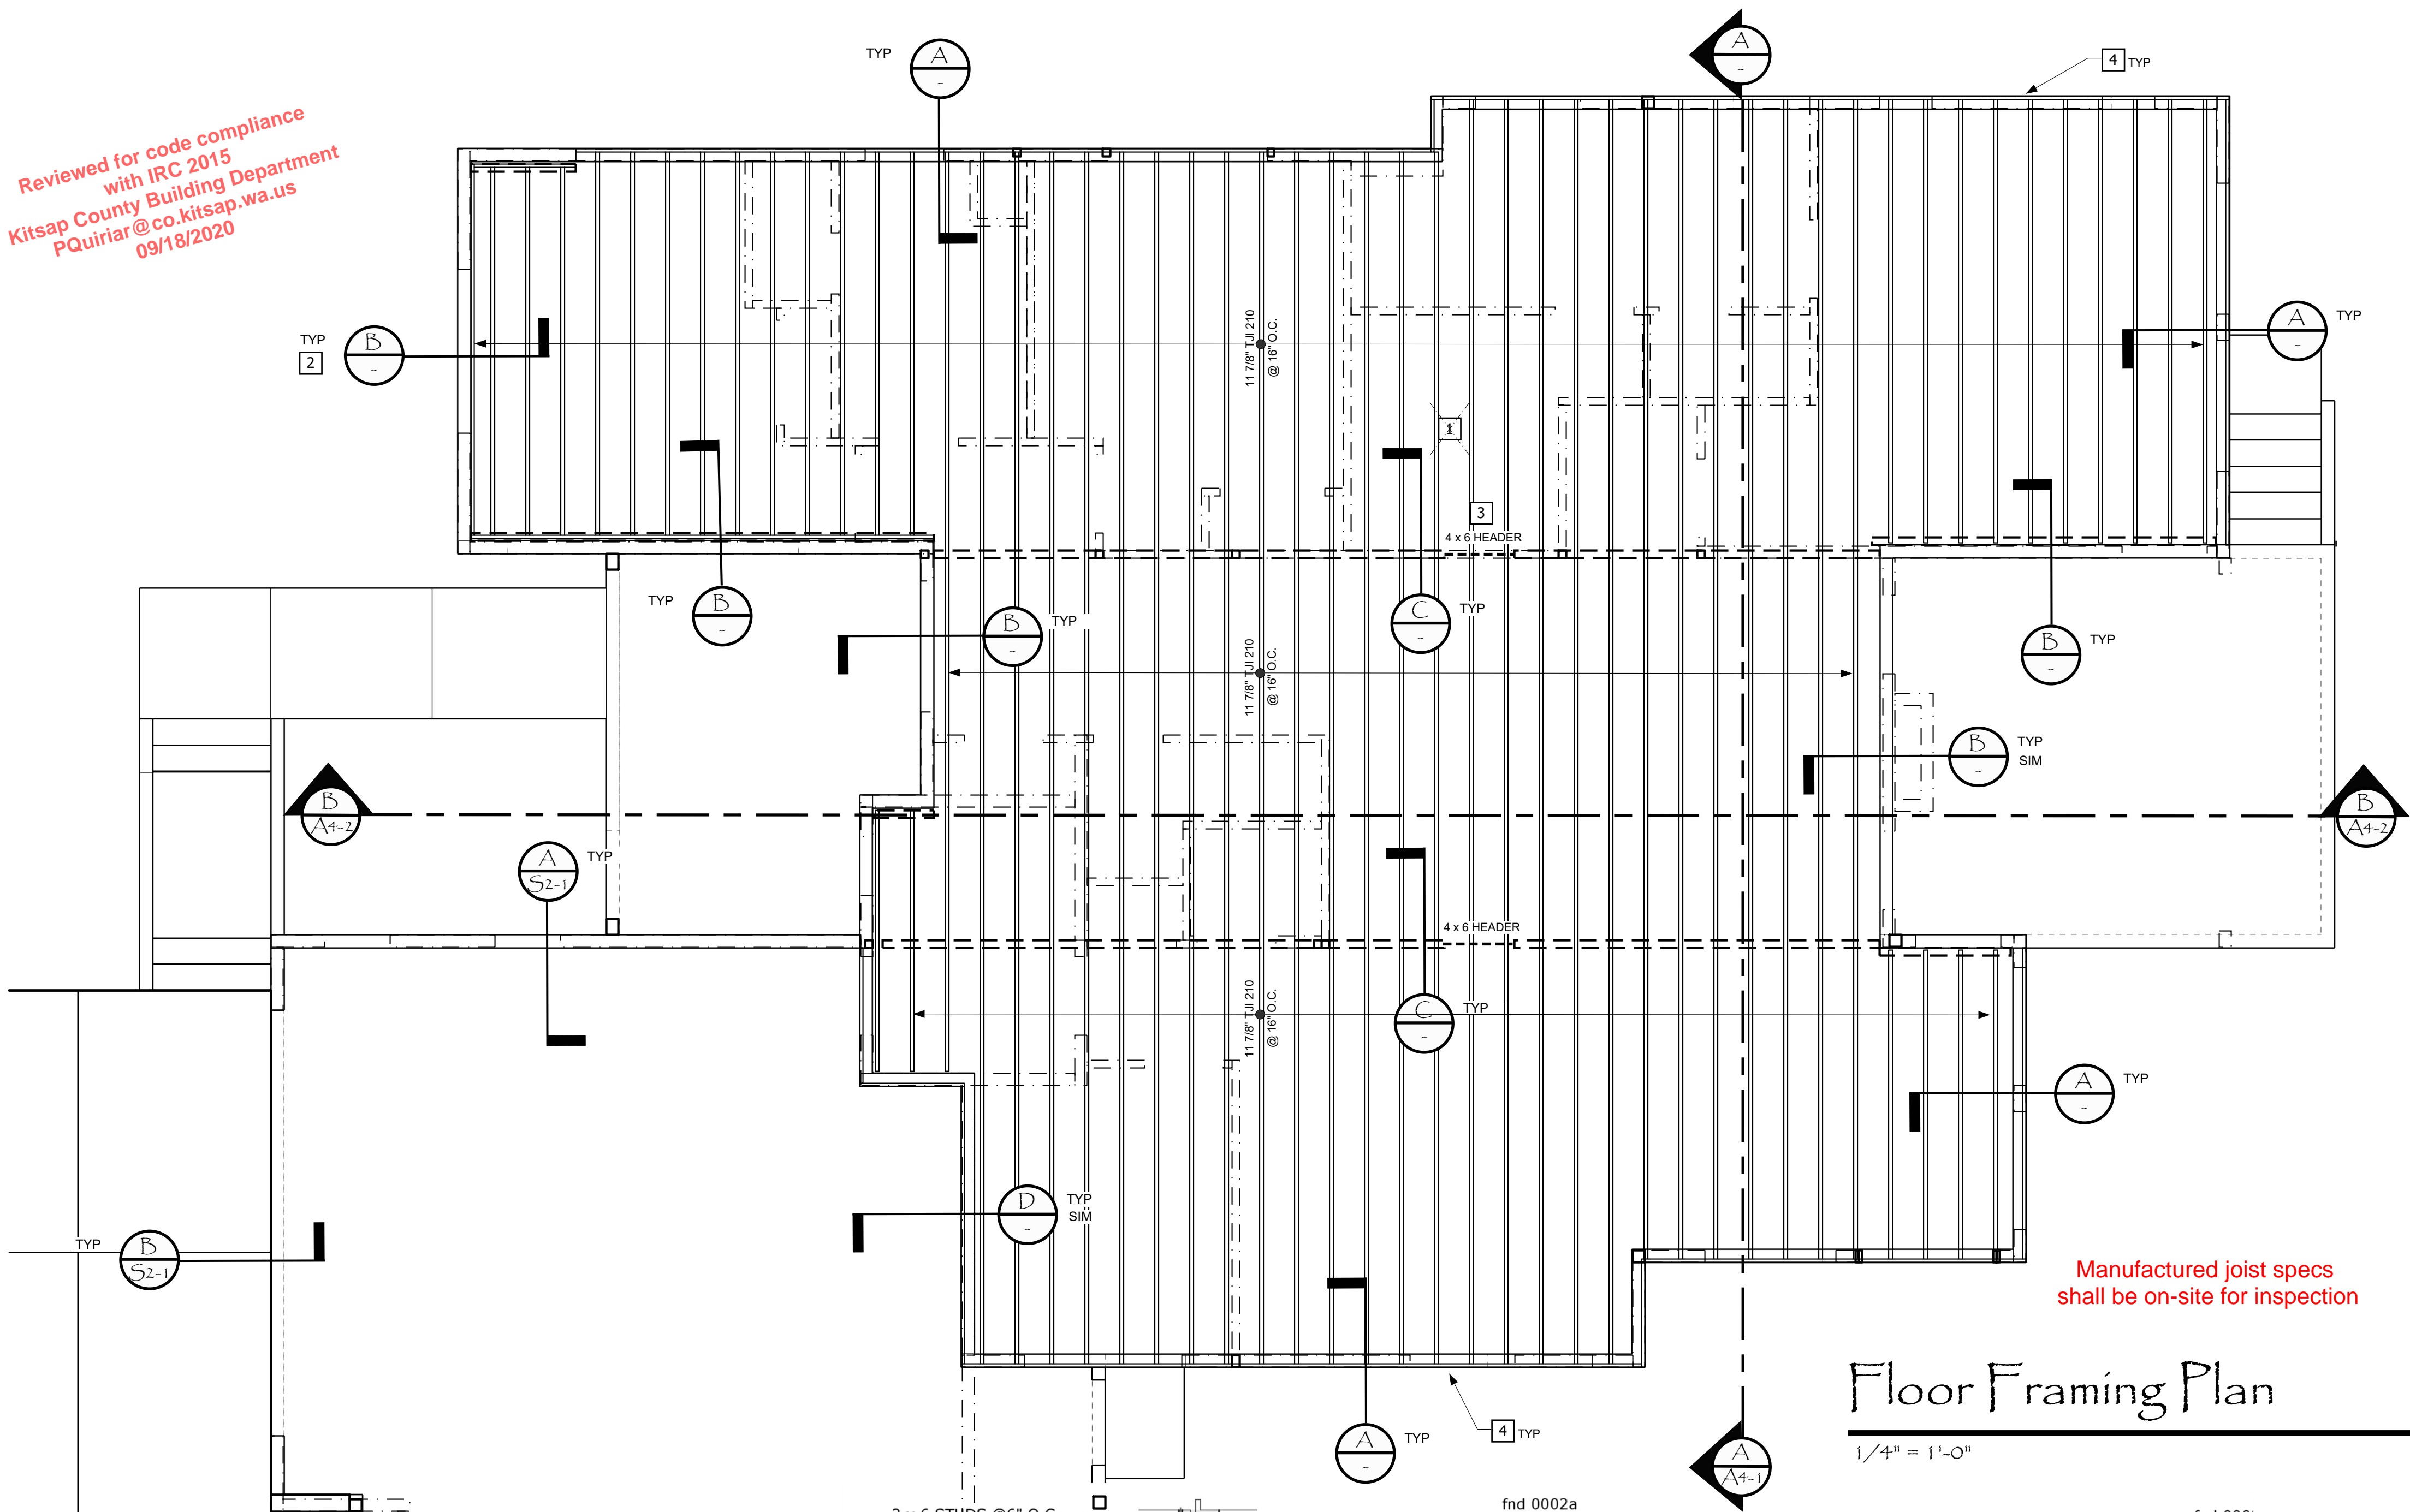 Reviewed for code compliance
with IRC 2015
Kitsap County Building Department
PQuiriar@co.kitsap.wa.us
09/18/2020
TYP
A
-
A
-
4 TYP
TYP
2
B
-
11 7/8" TJI 210
@ 16" O.C.
A
-
TYP
1
3
4 x 6 HEADER
TYP
B
-
B
-
TYP
C
-
TYP
B
-
TYP
11 7/8" TJI 210
@ 16" O.C.
B
-
TYP
SIM
B
A4-2
B
A4-2
A
S2-1
TYP
4 x 6 HEADER
11 7/8" TJI 210
@ 16" O.C.
C
-
TYP
A
-
TYP
D
-
TYP
SIM
TYP
B
S2-1
Manufactured joist specs
shall be on-site for inspection
Floor Framing Plan
1/4" = 1'-0"
A
-
TYP
4 TYP
A
A4-1
fnd 0002a